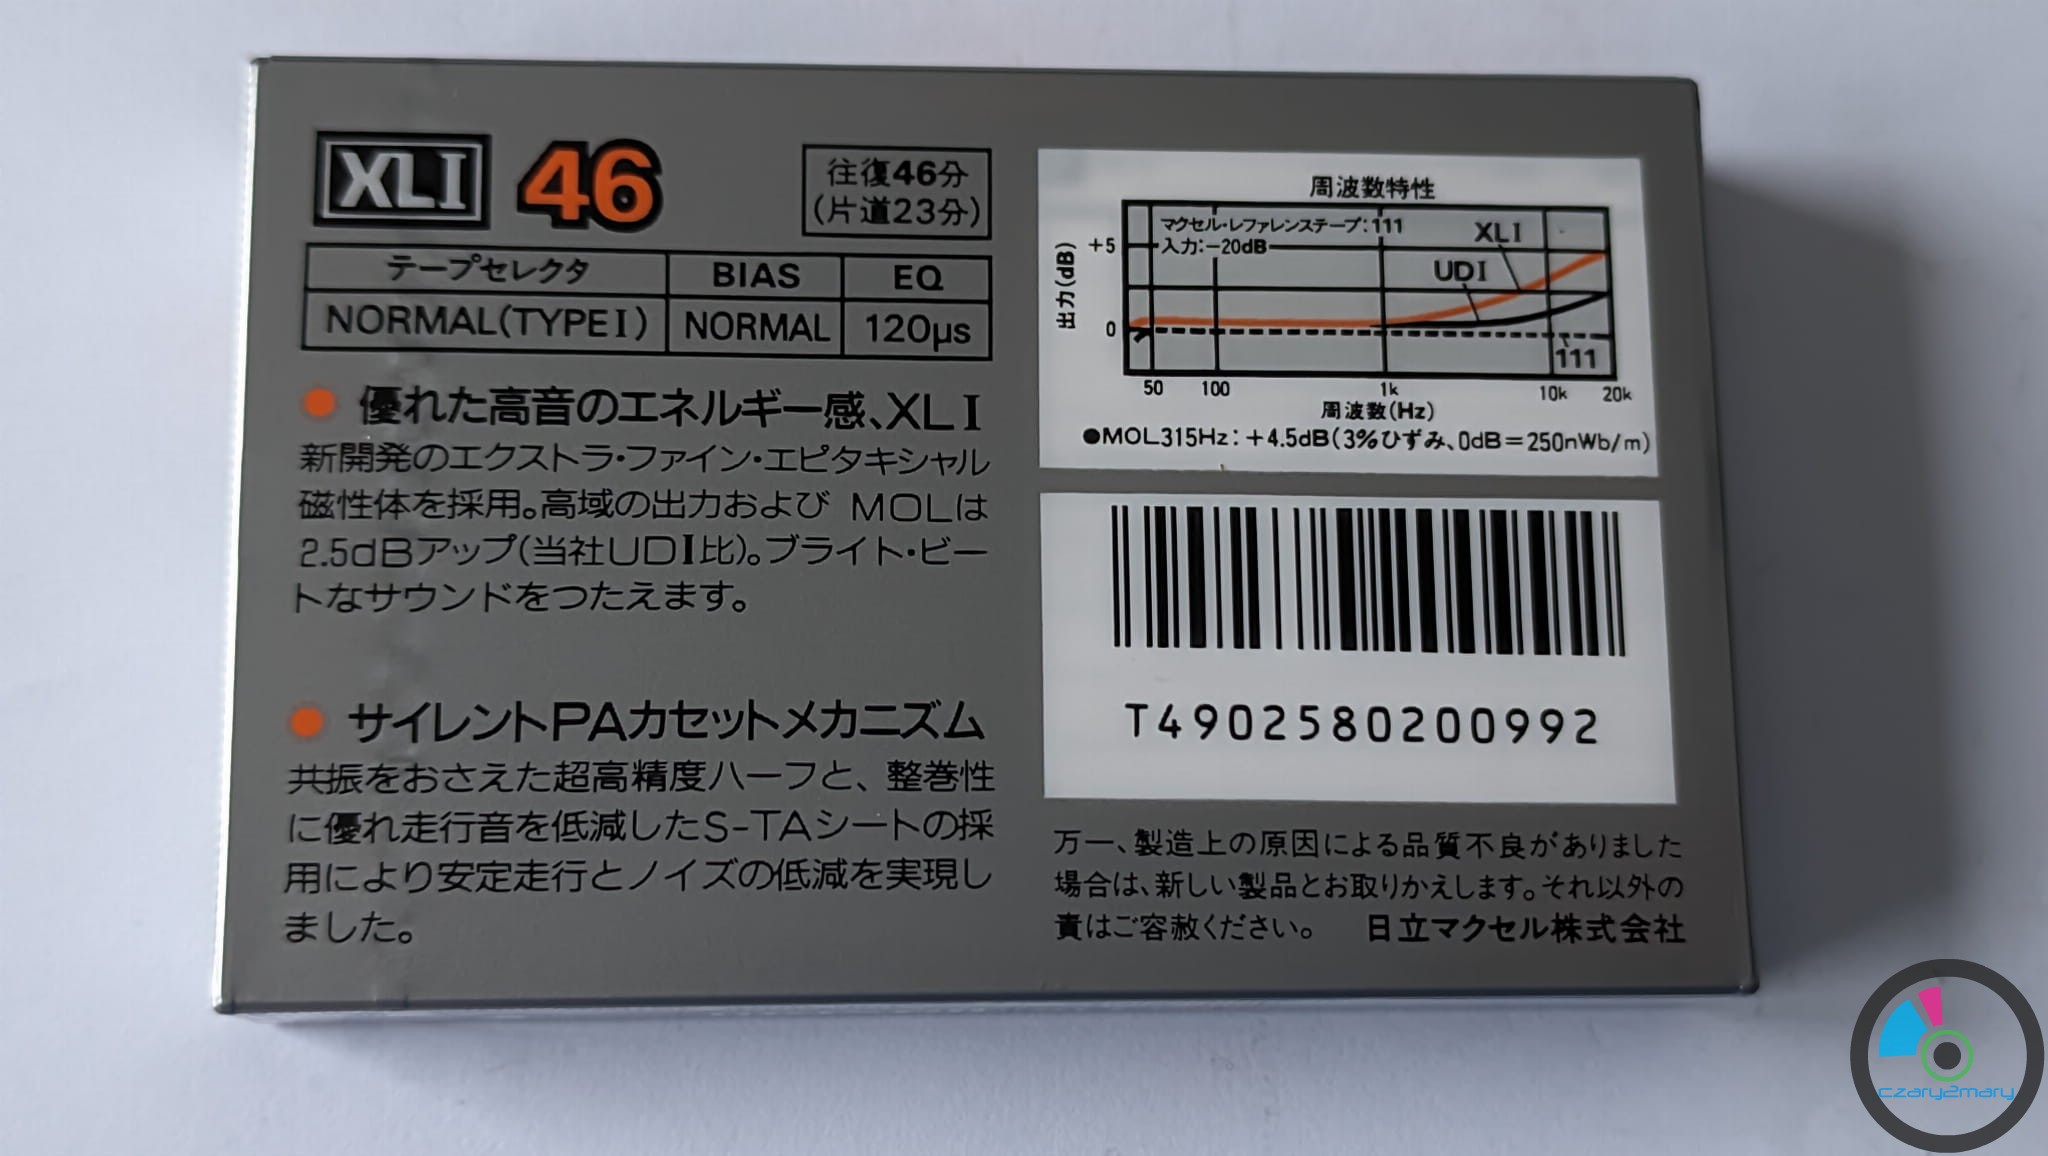 XLI 46
往復46分
(片道23分)
テープセレクタ BIAS EQ
NORMAL(TYPEI) NORMAL 120μs
● 優れた高音のエネルギー感、XLI
新開発のエクストラ・ファイン・エピタキシャル
磁性体を採用。高域の出力および MOLは
2.5dBアップ(当社UDI比)。ブライト・ビー
トなサウンドをつたえます。
● サイレントPAカセットメカニズム
共振をおさえた超高精度ハーフと、整巻性
に優れ走行音を低減したS-TAシートの採
用により安定走行とノイズの低減を実現し
ました。
周波数特性
マクセル・レファレンステープ:111
入力:-20dB
XLI
UDI
111
出力(dB)
+5
0
50 100 1k 10k 20k
周波数(Hz)
●MOL315Hz:+4.5dB(3%ひずみ、0dB=250nWb/m)
T4902580200992
万一、製造上の原因による品質不良がありました
場合は、新しい製品とお取りかえします。それ以外の
責はご容赦ください。 日立マクセル株式会社
czary2mary